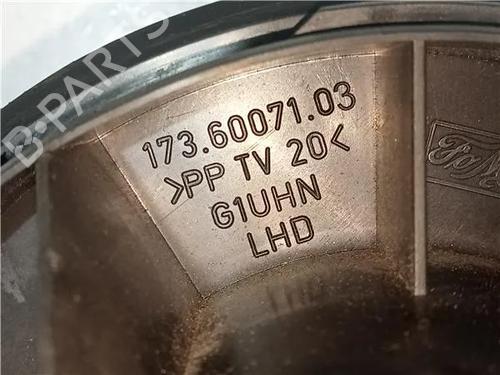 B-PARTS
173.60071.03
>PP TV 20<
G1UHN
LHD